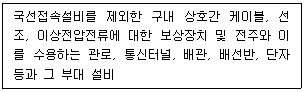 국선접속설비를 제외한 구내 상호간 케이블, 선
조, 이상전압전류에 대한 보상장치 및 전주와 이
를 수용하는 관로, 통신터널, 배관, 배선반, 단자
등과 그 부대 설비